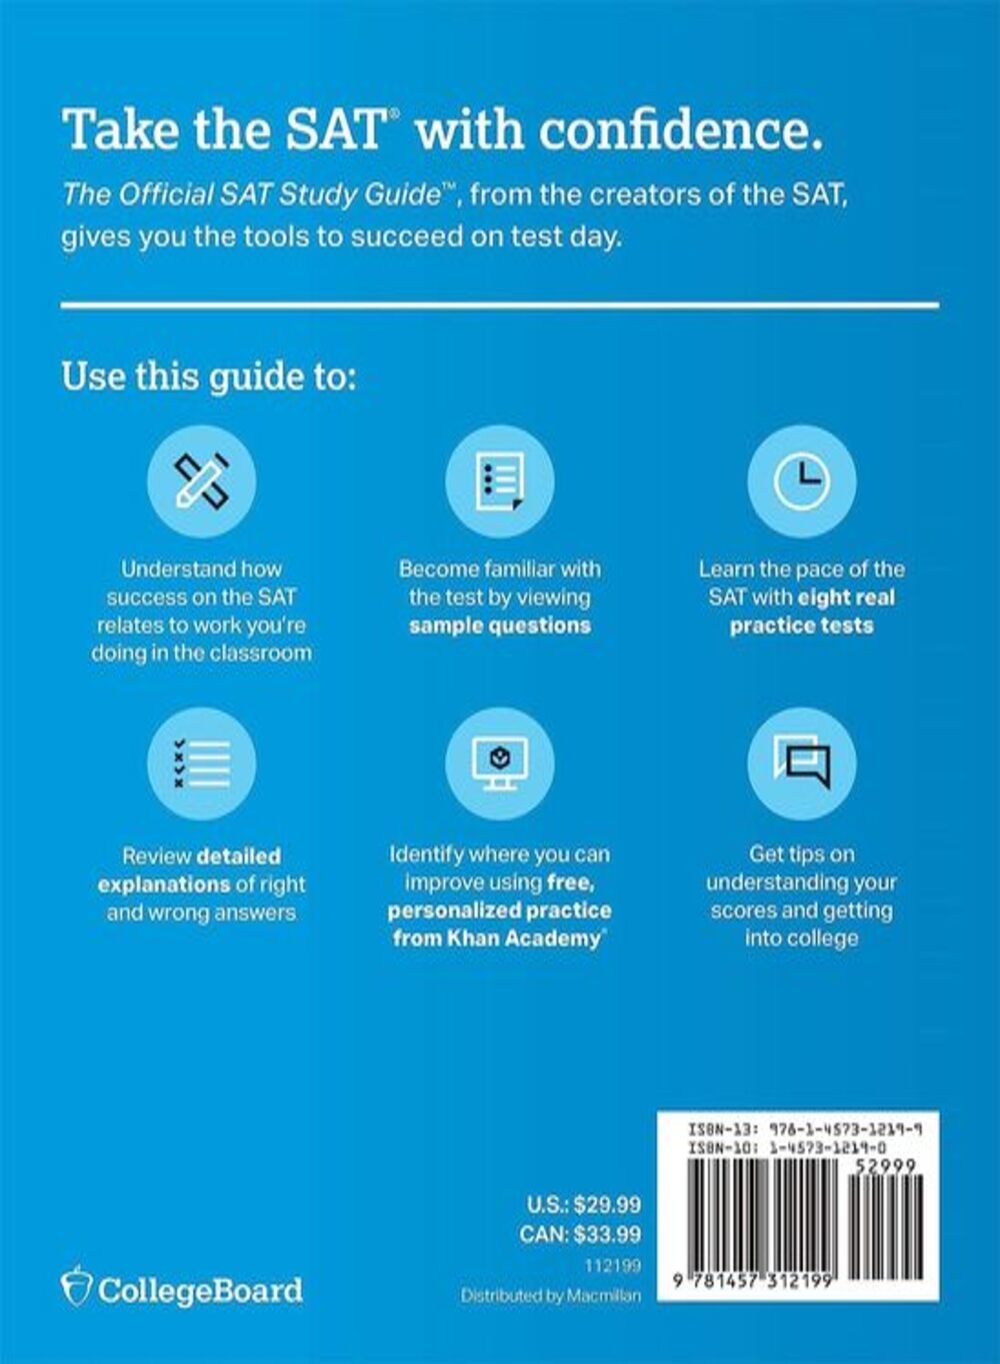 Take the SAT® with confidence.
The Official SAT Study Guide™, from the creators of the SAT,
gives you the tools to succeed on test day.
Use this guide to:
Understand how
success on the SAT
relates to work you're
doing in the classroom
Become familiar with
the test by viewing
sample questions
Learn the pace of the
SAT with eight real
practice tests
Review detailed
explanations of right
and wrong answers
Identify where you can
improve using free,
personalized practice
from Khan Academy®
Get tips on
understanding your
scores and getting
into college
CollegeBoard
U.S.: $29.99
CAN: $33.99
112199
Distributed by Macmillan
ISBN-13: 978-1-4573-1219-9
ISBN-10: 1-4573-1219-0
52999
9 781457 312199